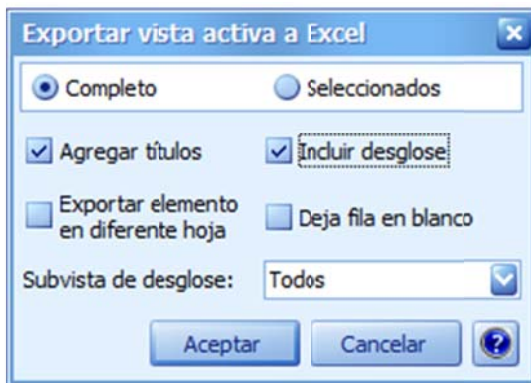 Exportar vista activa a Excel
Completo
Seleccionados
Agregar títulos
Incluir desglose
Exportar elemento
en diferente hoja
Deja fila en blanco
Subvista de desglose:
Todos
Aceptar
Cancelar
?